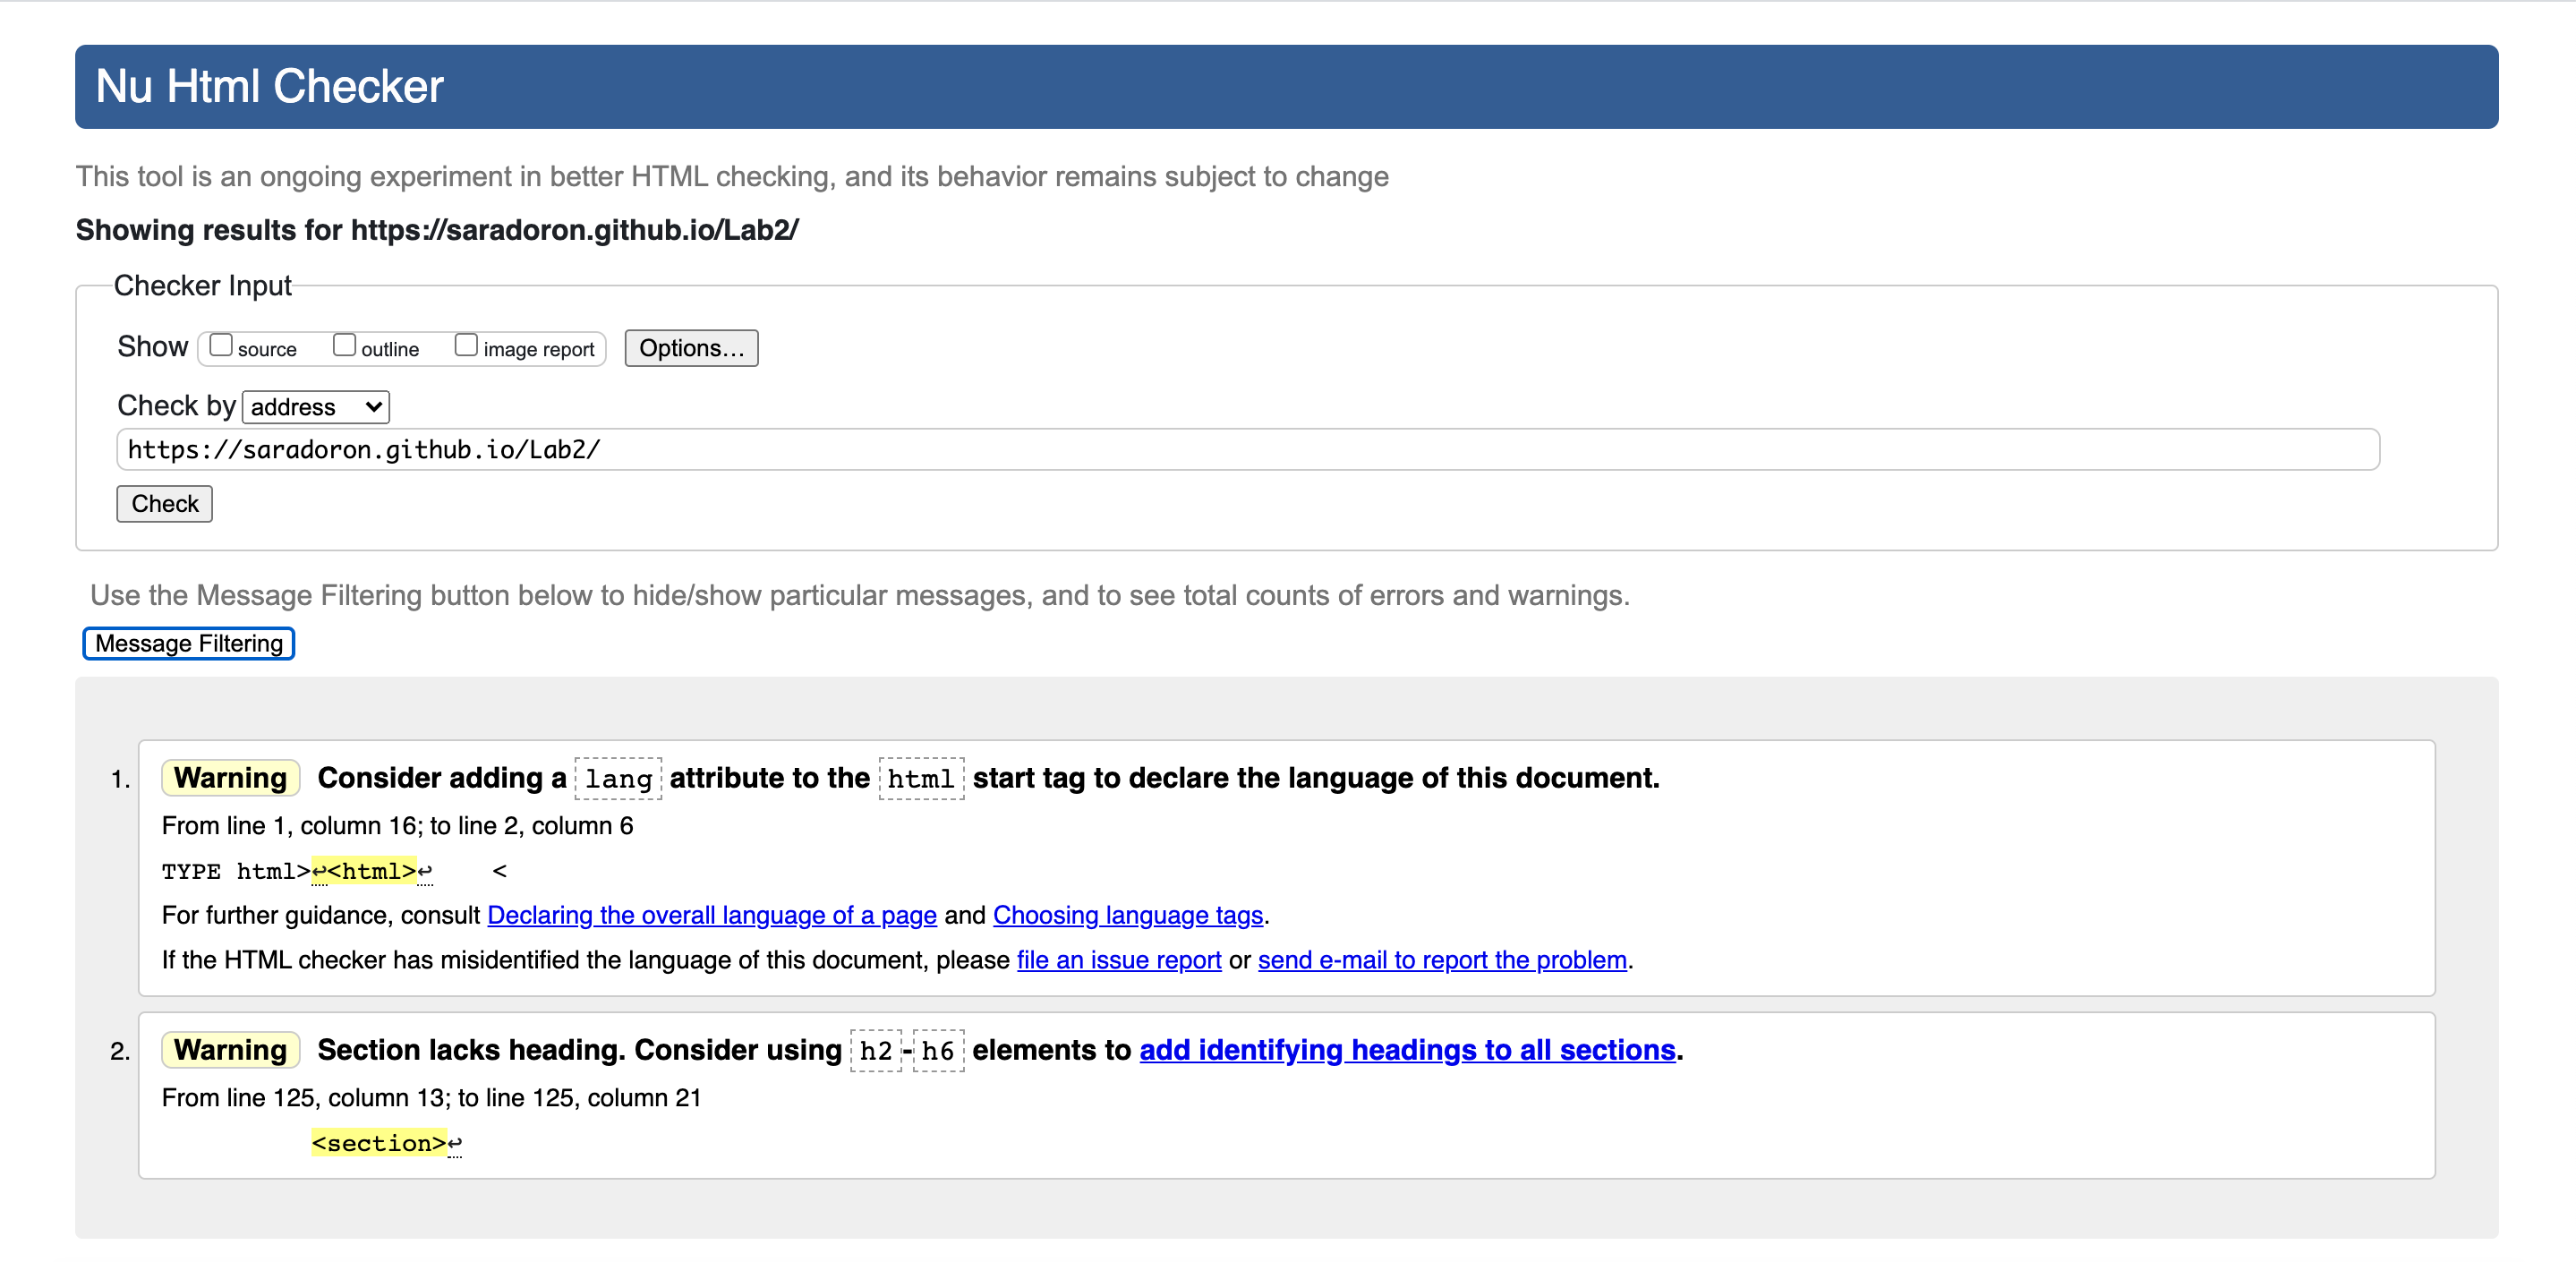 Nu Html Checker
This tool is an ongoing experiment in better HTML checking, and its behavior remains subject to change
Showing results for https://saradoron.github.io/Lab2/
Checker Input
Show source outline image report Options...
Check by address
https://saradoron.github.io/Lab2/
Check
Use the Message Filtering button below to hide/show particular messages, and to see total counts of errors and warnings.
Message Filtering
1. Warning Consider adding a lang attribute to the html start tag to declare the language of this document.
From line 1, column 16; to line 2, column 6
TYPE html>↩<html>↩    <
For further guidance, consult Declaring the overall language of a page and Choosing language tags.
If the HTML checker has misidentified the language of this document, please file an issue report or send e-mail to report the problem.
2. Warning Section lacks heading. Consider using h2-h6 elements to add identifying headings to all sections.
From line 125, column 13; to line 125, column 21
<section>↩